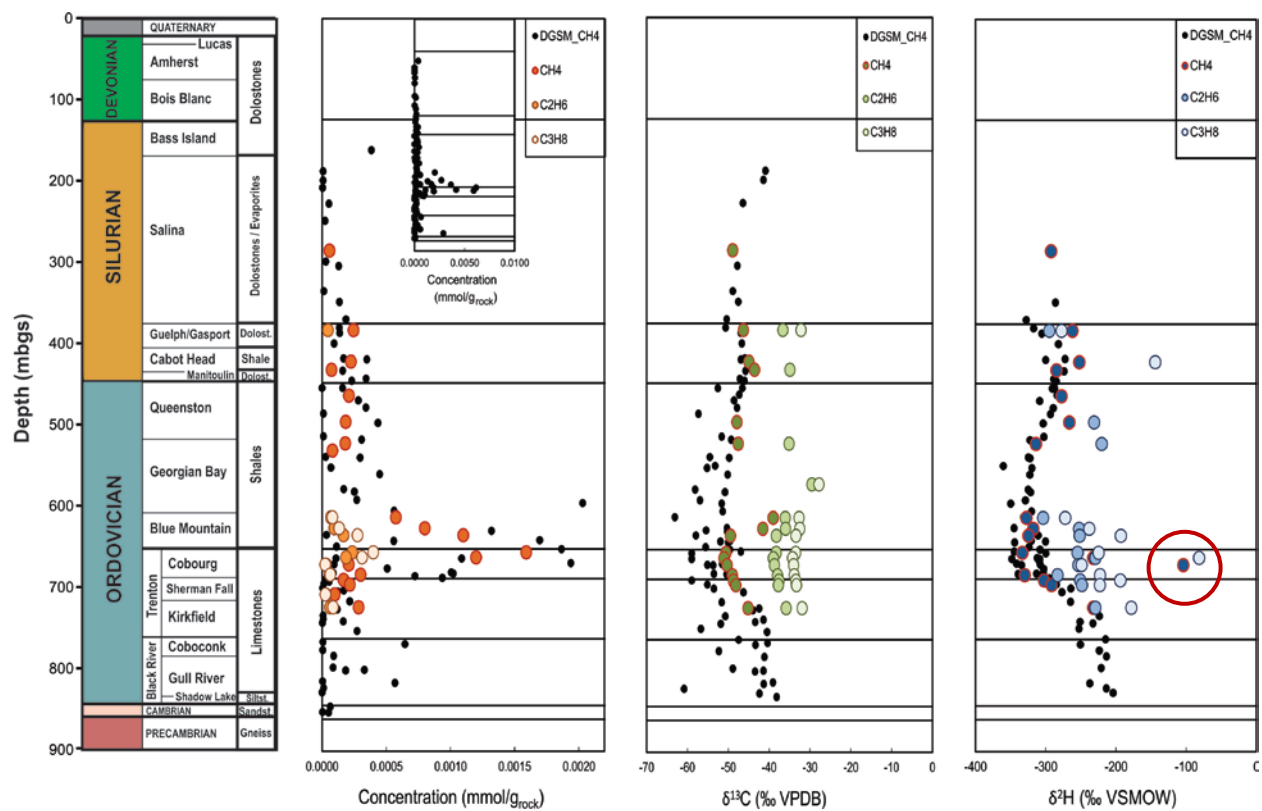 Depth (mbgs)
0
100
200
300
400
500
600
700
800
900
QUATERNARY
DEVONIAN
Lucas
Amherst
Bois Blanc
Dolostones
SILURIAN
Bass Island
Salina
Dolostones / Evaporites
Guelph/Gasport
Dolost.
Cabot Head
Shale
Manitoulin
Dolost.
ORDOVICIAN
Queenston
Georgian Bay
Blue Mountain
Shales
Trenton
Cobourg
Sherman Fall
Kirkfield
Black River
Coboconk
Gull River
Shadow Lake
Limestones
Siltst.
CAMBRIAN
Sandst.
PRECAMBRIAN
Gneiss
DGSM_CH4
CH4
C2H6
C3H8
0.0000 0.0050 0.0100
Concentration
(mmol/grock)
0.0000 0.0005 0.0010 0.0015 0.0020
Concentration (mmol/grock)
DGSM_CH4
CH4
C2H6
C3H8
-70 -60 -50 -40 -30 -20 -10 0
δ13C (‰ VPDB)
DGSM_CH4
CH4
C2H6
C3H8
-400 -300 -200 -100 0
δ2H (‰ VSMOW)